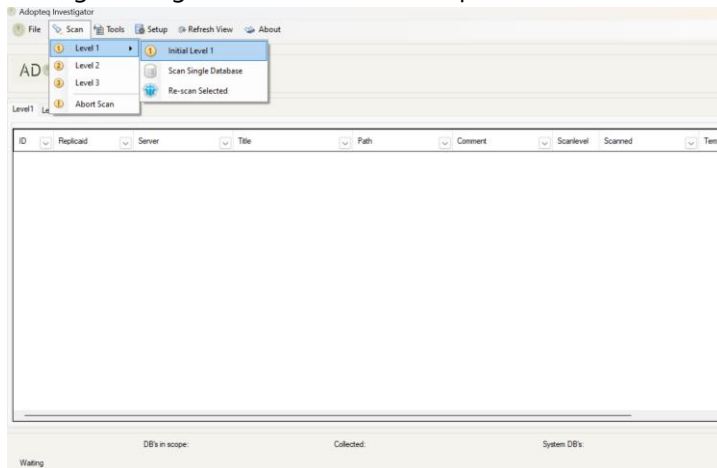 Adopteq Investigator
File Scan Tools Setup Refresh View About
Level 1 Initial Level 1
Level 2 Scan Single Database
Level 3 Re-scan Selected
Abort Scan
AD
Level1 Le
ID Replicaid Server Title Path Comment Scanlevel Scanned Tem
DB's in scope: Collected: System DB's:
Waiting